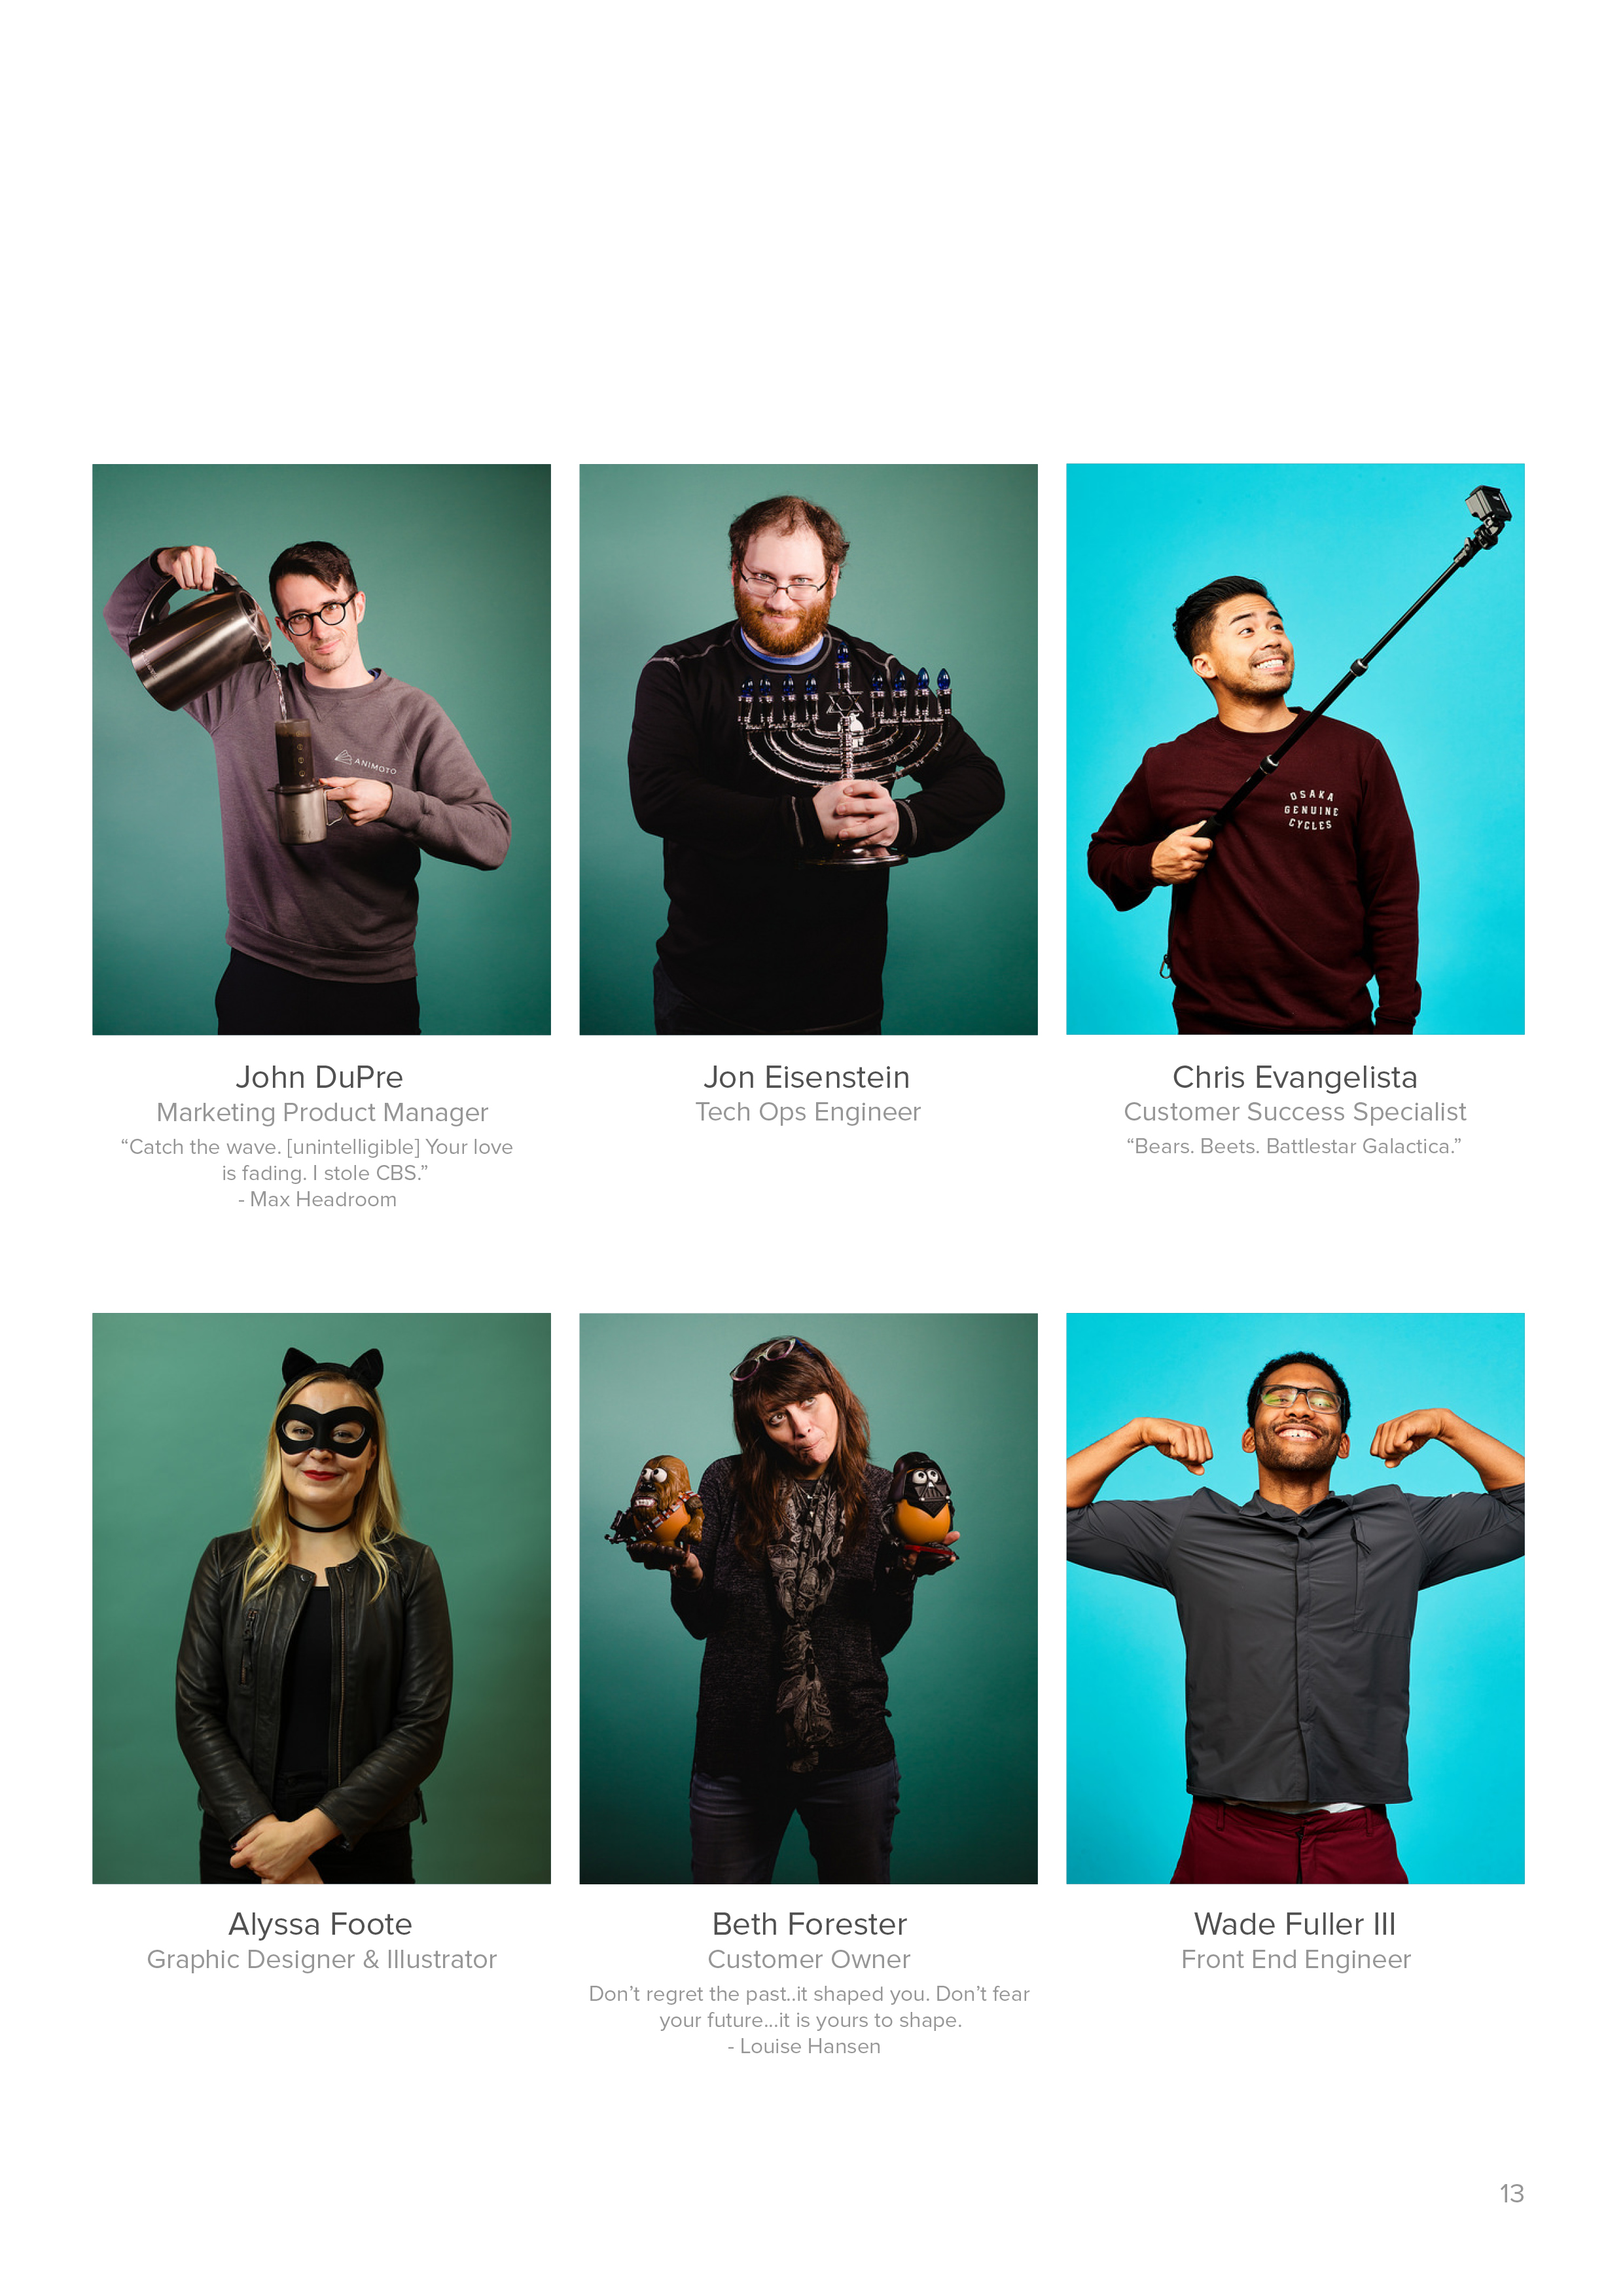 ANIMOTO
OSAKA
GENUINE
CYCLES
John DuPre
Marketing Product Manager
“Catch the wave. [unintelligible] Your love
is fading. I stole CBS.”
- Max Headroom
Jon Eisenstein
Tech Ops Engineer
Chris Evangelista
Customer Success Specialist
“Bears. Beets. Battlestar Galactica.”
Alyssa Foote
Graphic Designer & Illustrator
Beth Forester
Customer Owner
Don’t regret the past..it shaped you. Don’t fear
your future...it is yours to shape.
- Louise Hansen
Wade Fuller III
Front End Engineer
13